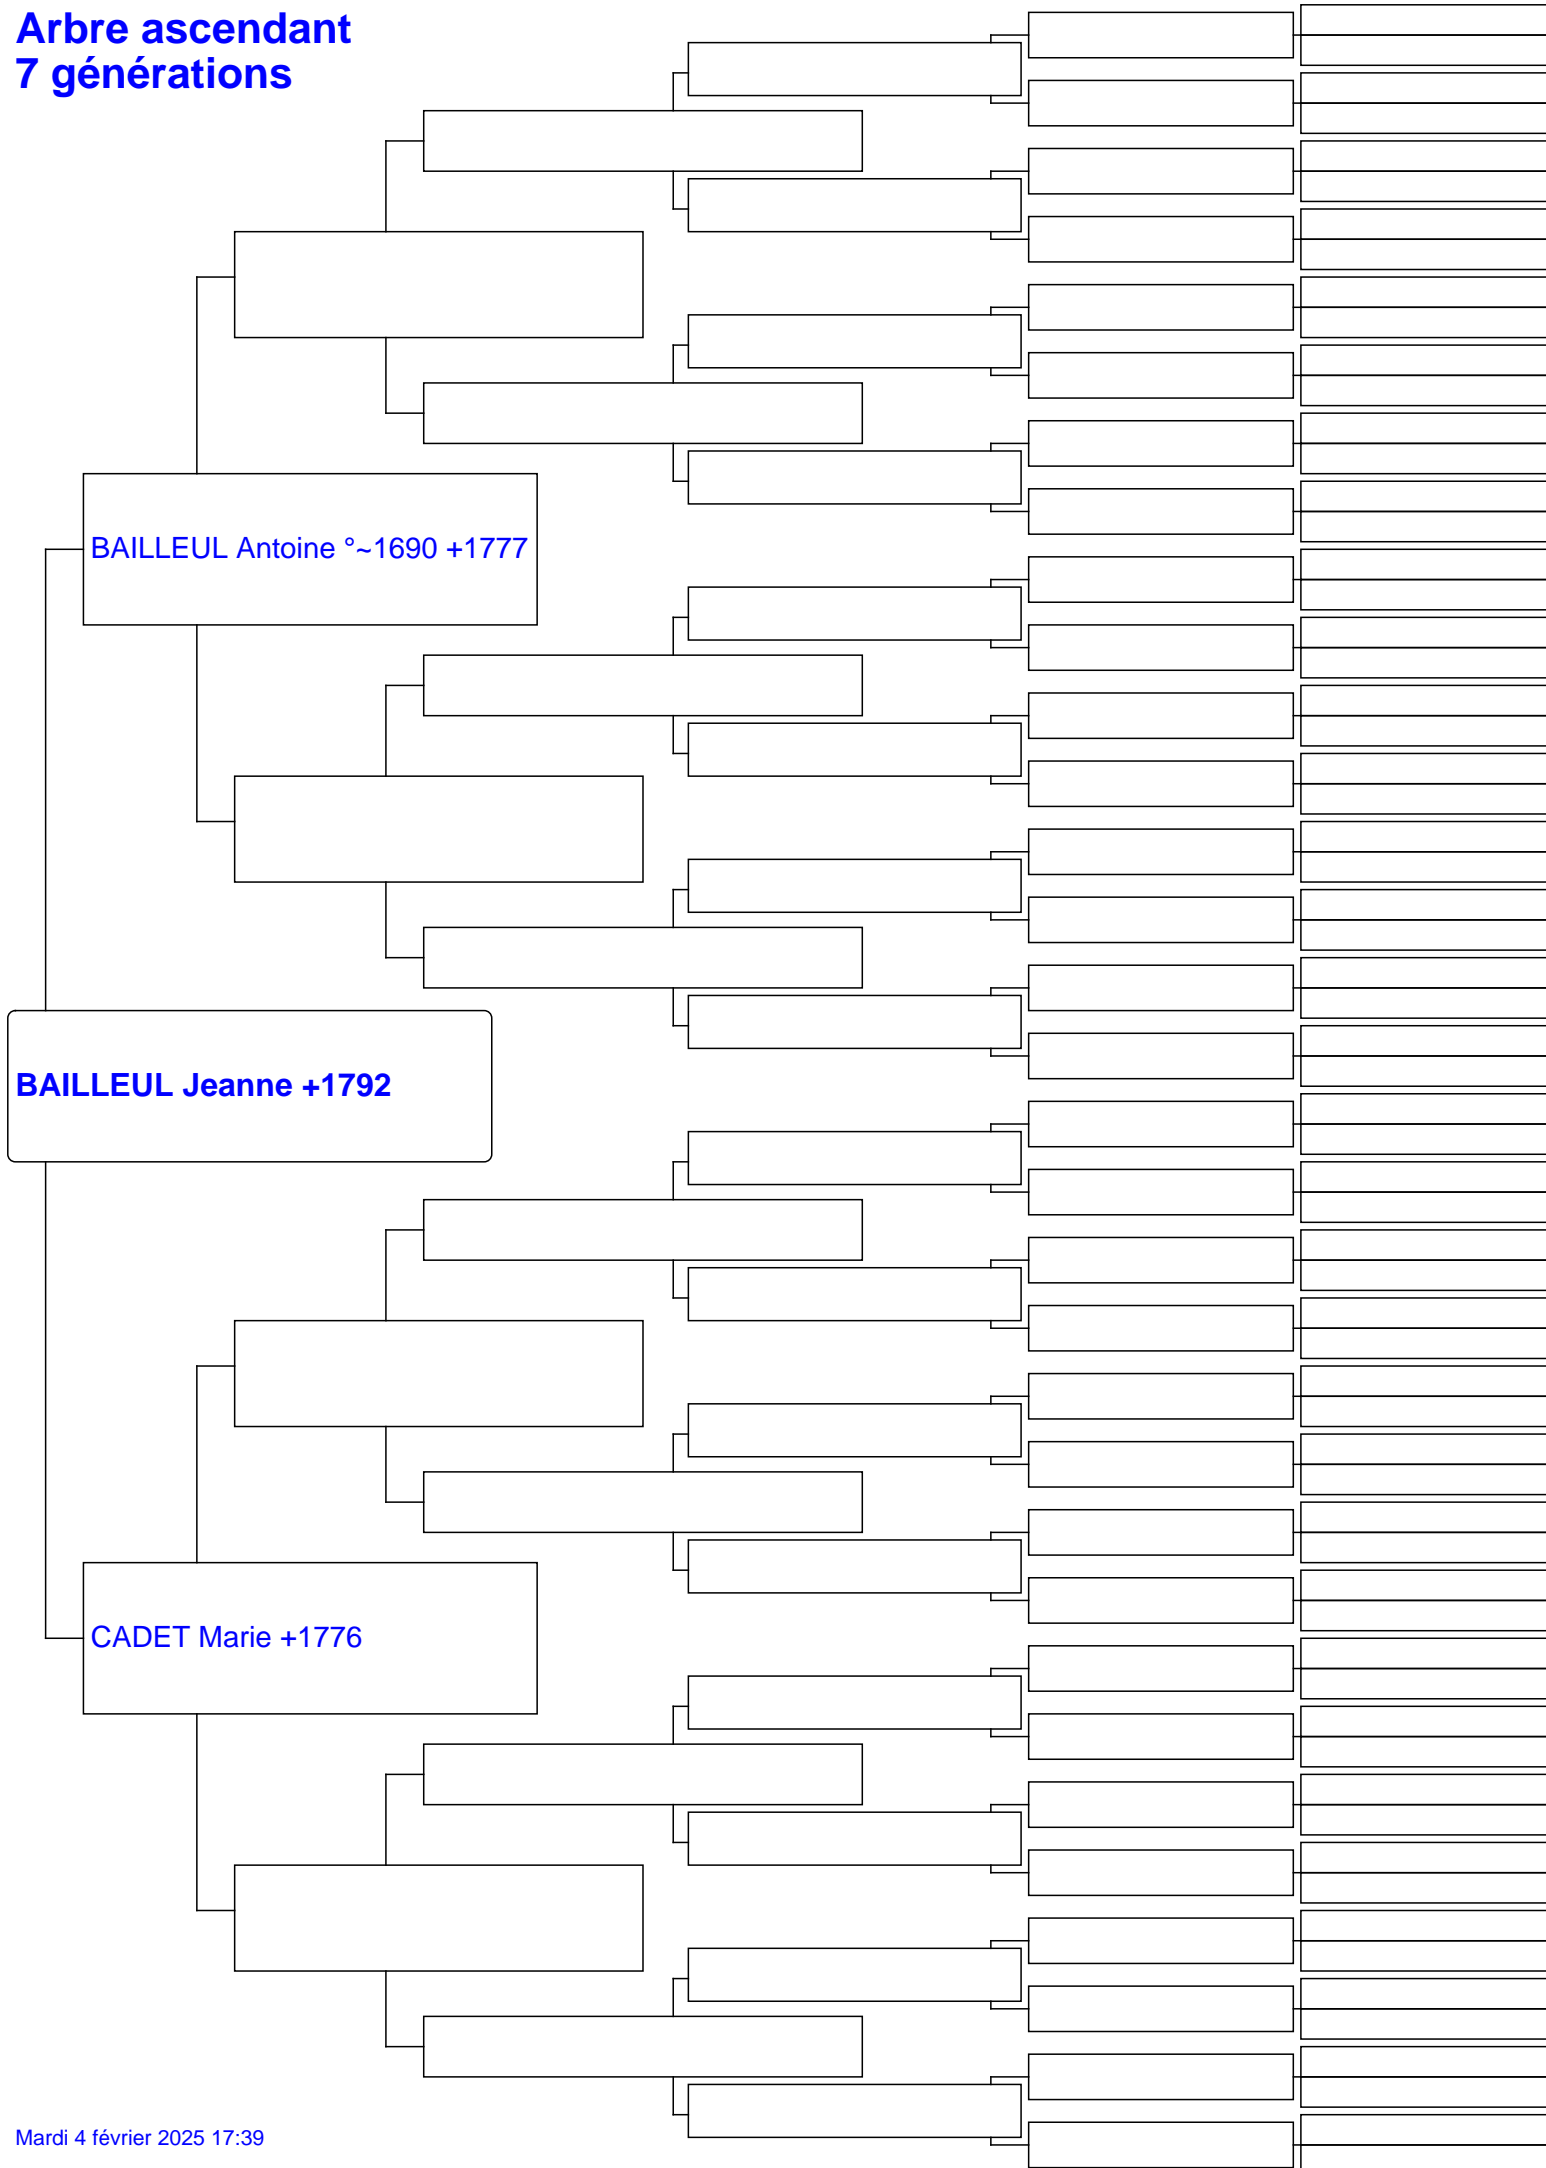 Arbre ascendant
7 générations
BAILLEUL Antoine °~1690 +1777
BAILLEUL Jeanne +1792
CADET Marie +1776
Mardi 4 février 2025 17:39